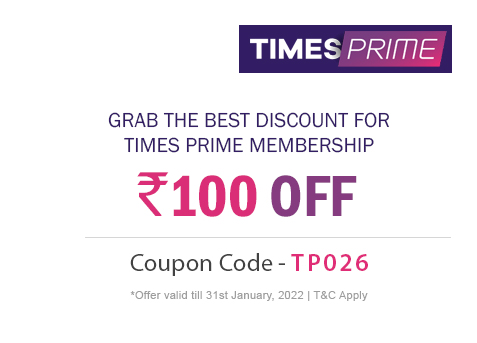 TIMES PRIME
GRAB THE BEST DISCOUNT FOR
TIMES PRIME MEMBERSHIP
₹100 OFF
Coupon Code - TP026
*Offer valid till 31st January, 2022 | T&C Apply